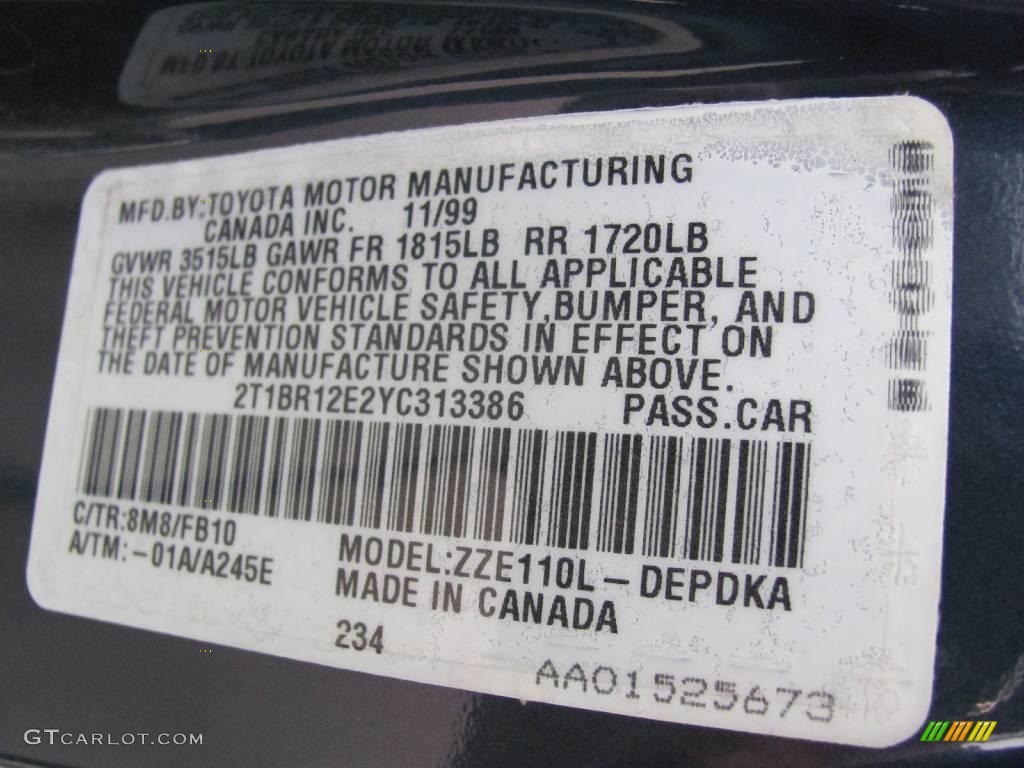 MFD.BY:TOYOTA MOTOR MANUFACTURING
CANADA INC. 11/99
GVWR 3515LB GAWR FR 1815LB RR 1720LB
THIS VEHICLE CONFORMS TO ALL APPLICABLE
FEDERAL MOTOR VEHICLE SAFETY,BUMPER, AND
THEFT PREVENTION STANDARDS IN EFFECT ON
THE DATE OF MANUFACTURE SHOWN ABOVE.
2T1BR12E2YC313386 PASS.CAR
C/TR:8M8/FB10
A/TM:-01A/A245E
MODEL:ZZE110L-DEPDKA
MADE IN CANADA
234
AA01525673
GTCARLOT.COM